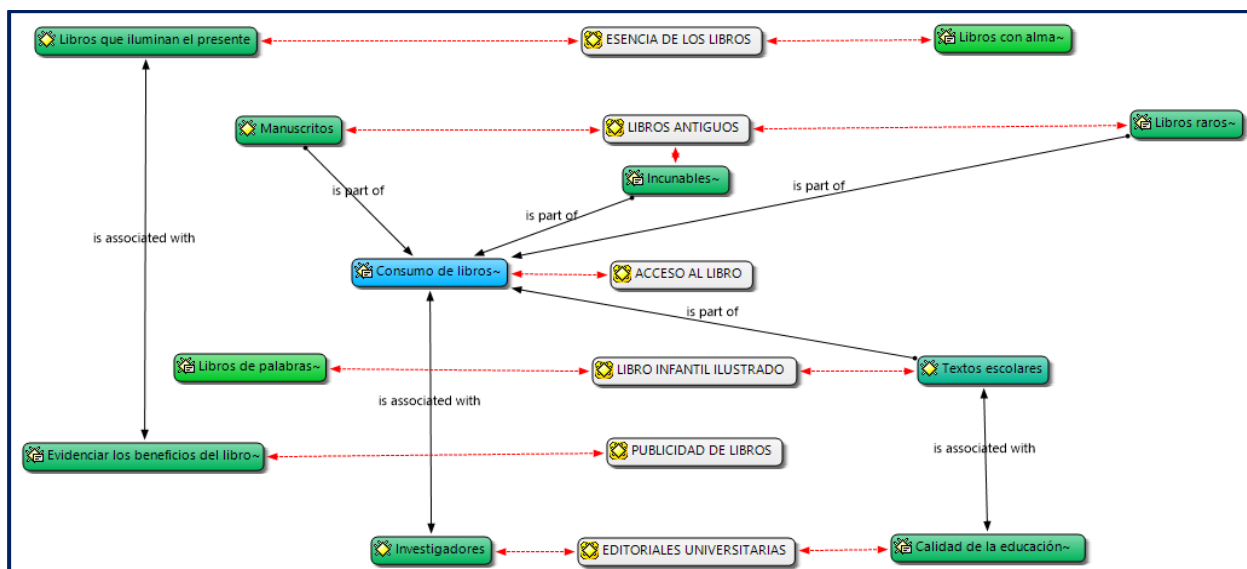 Libros que iluminan el presente
ESENCIA DE LOS LIBROS
Libros con alma~
Manuscritos
LIBROS ANTIGUOS
Libros raros~
Incunables~
is part of
is part of
is part of
is associated with
Consumo de libros~
ACCESO AL LIBRO
is part of
Libros de palabras~
LIBRO INFANTIL ILUSTRADO
Textos escolares
is associated with
Evidenciar los beneficios del libro~
PUBLICIDAD DE LIBROS
is associated with
Investigadores
EDITORIALES UNIVERSITARIAS
Calidad de la educación~